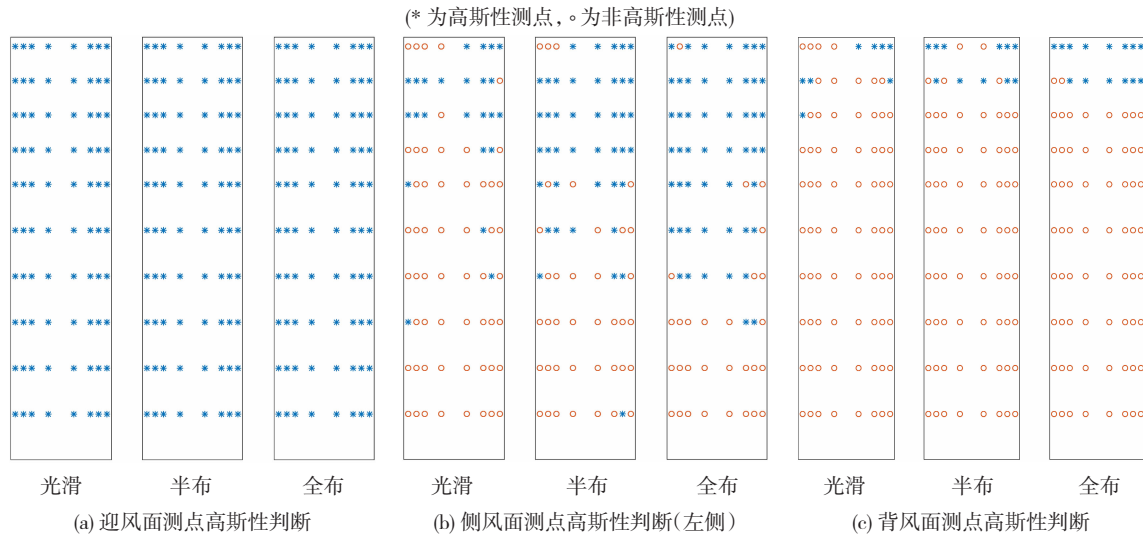 (* 为高斯性测点,∘为非高斯性测点)
光滑 半布 全布 光滑 半布 全布 光滑 半布 全布
(a) 迎风面测点高斯性判断 (b) 侧风面测点高斯性判断(左侧) (c) 背风面测点高斯性判断